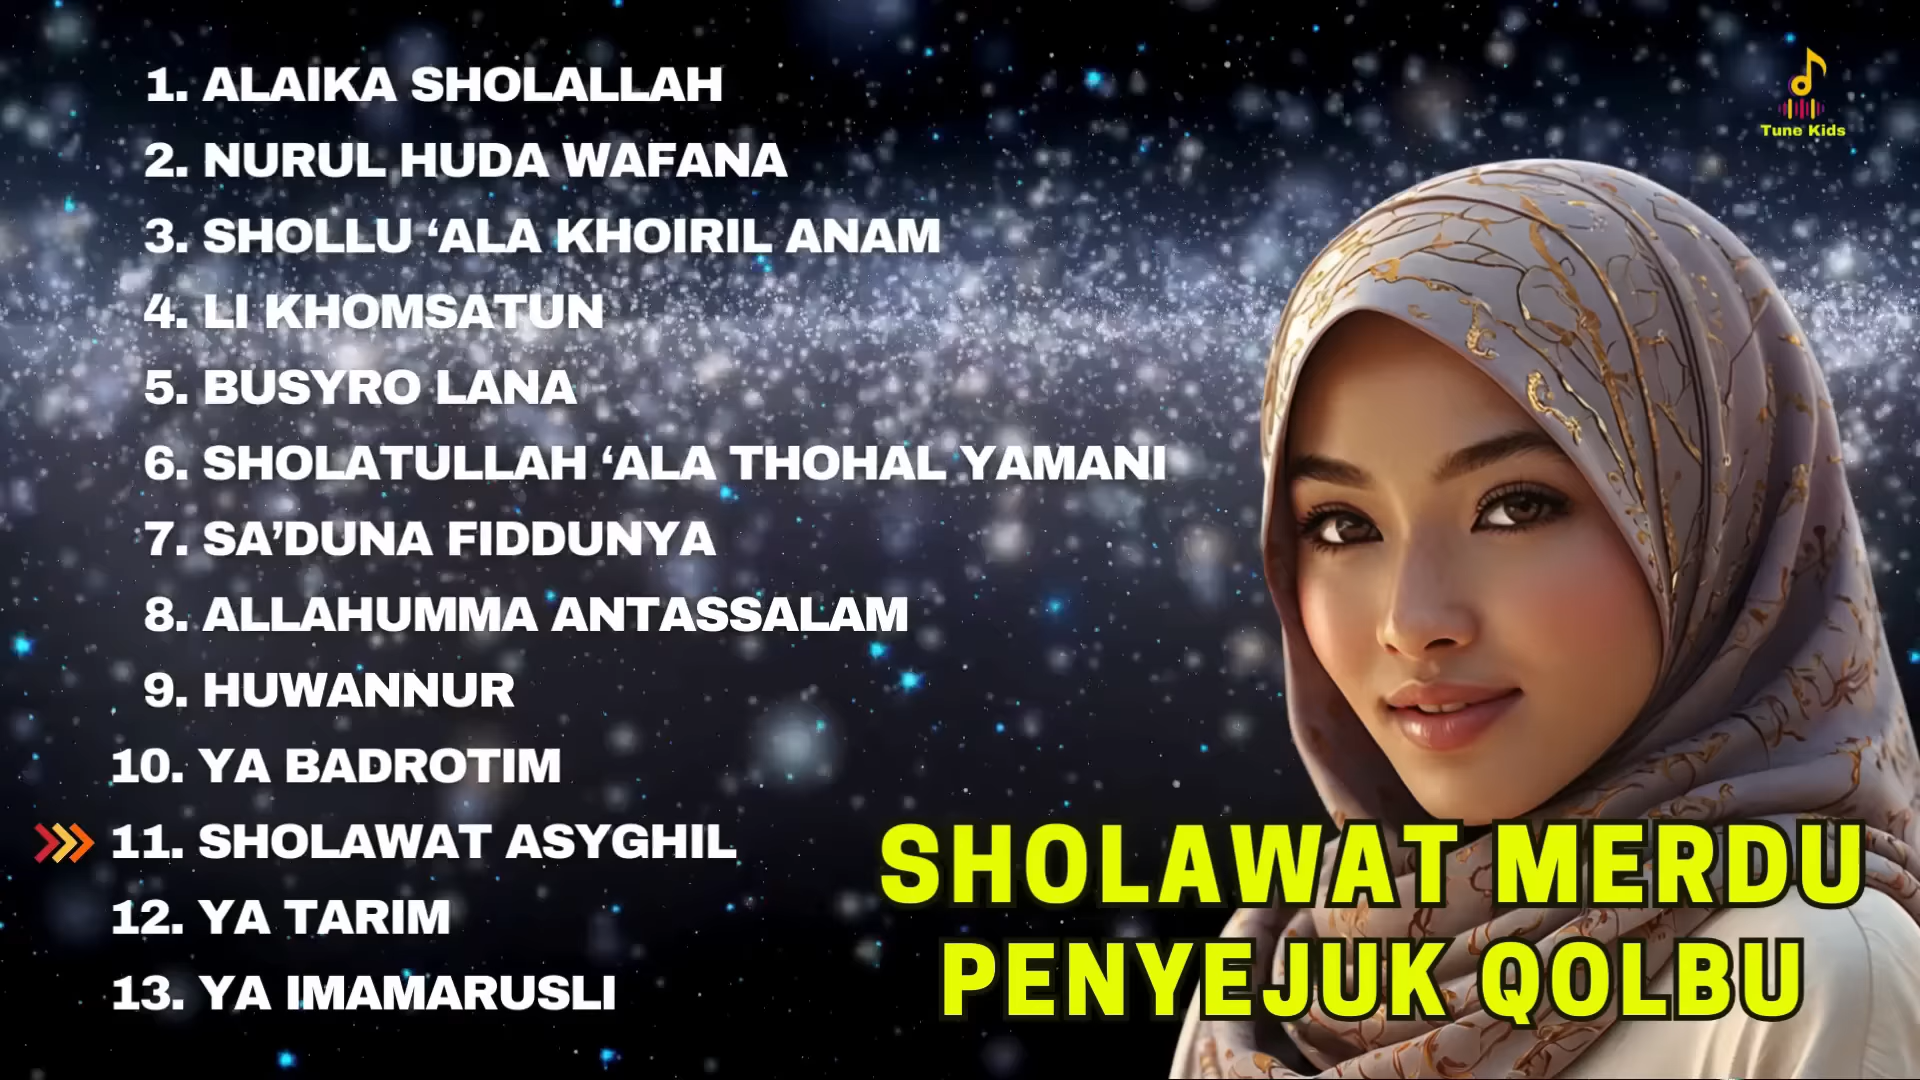 1. ALAIKA SHOLALLAH
2. NURUL HUDA WAFANA
3. SHOLLU ‘ALA KHOIRIL ANAM
4. LI KHOMSATUN
5. BUSYRO LANA
6. SHOLATULLAH ‘ALA THOHAL YAMANI
7. SA’DUNA FIDDUNYA
8. ALLAHUMMA ANTASSALAM
9. HUWANNUR
10. YA BADROTIM
11. SHOLAWAT ASYGHIL
12. YA TARIM
13. YA IMAMARUSLI
Tune Kids
SHOLAWAT MERDU
PENYEJUK QOLBU